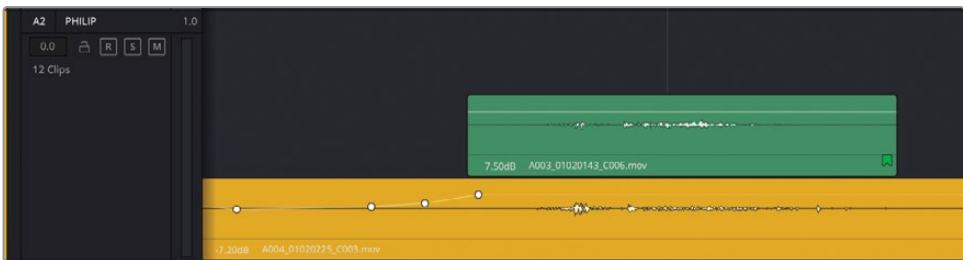 A2 PHILIP 1.0
0.0 R S M
12 Clips
7.50dB A003_01020143_C006.mov
-7.20dB A004_01020225_C003.mov